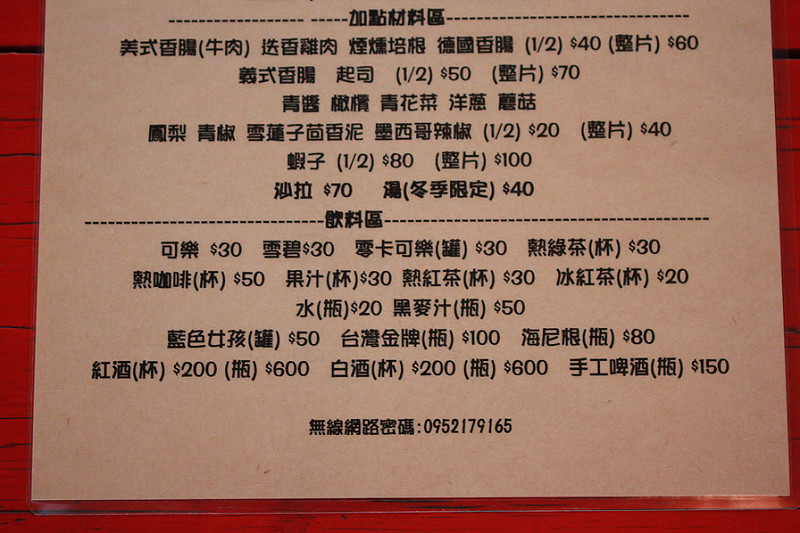 ------------------ -----加點材料區--------------------------------
美式香腸(牛肉) 迭香雞肉 煙燻培根 德國香腸 (1/2) $40 (整片) $60
義式香腸 起司 (1/2) $50 (整片) $70
青醬 橄欖 青花菜 洋蔥 蘑菇
鳳梨 青椒 雪蓮子茴香泥 墨西哥辣椒 (1/2) $20 (整片) $40
蝦子 (1/2) $80 (整片) $100
沙拉 $70 湯(冬季限定) $40
--------------------------------飲料區-------------------------------------------
可樂 $30 雪碧$30 零卡可樂(罐) $30 熱綠茶(杯) $30
熱咖啡(杯) $50 果汁(杯)$30 熱紅茶(杯) $30 冰紅茶(杯) $20
水(瓶)$20 黑麥汁(瓶) $50
藍色女孩(罐) $50 台灣金牌(瓶) $100 海尼根(瓶) $80
紅酒(杯) $200 (瓶) $600 白酒(杯) $200 (瓶) $600 手工啤酒(瓶) $150
無線網路密碼:0952179165